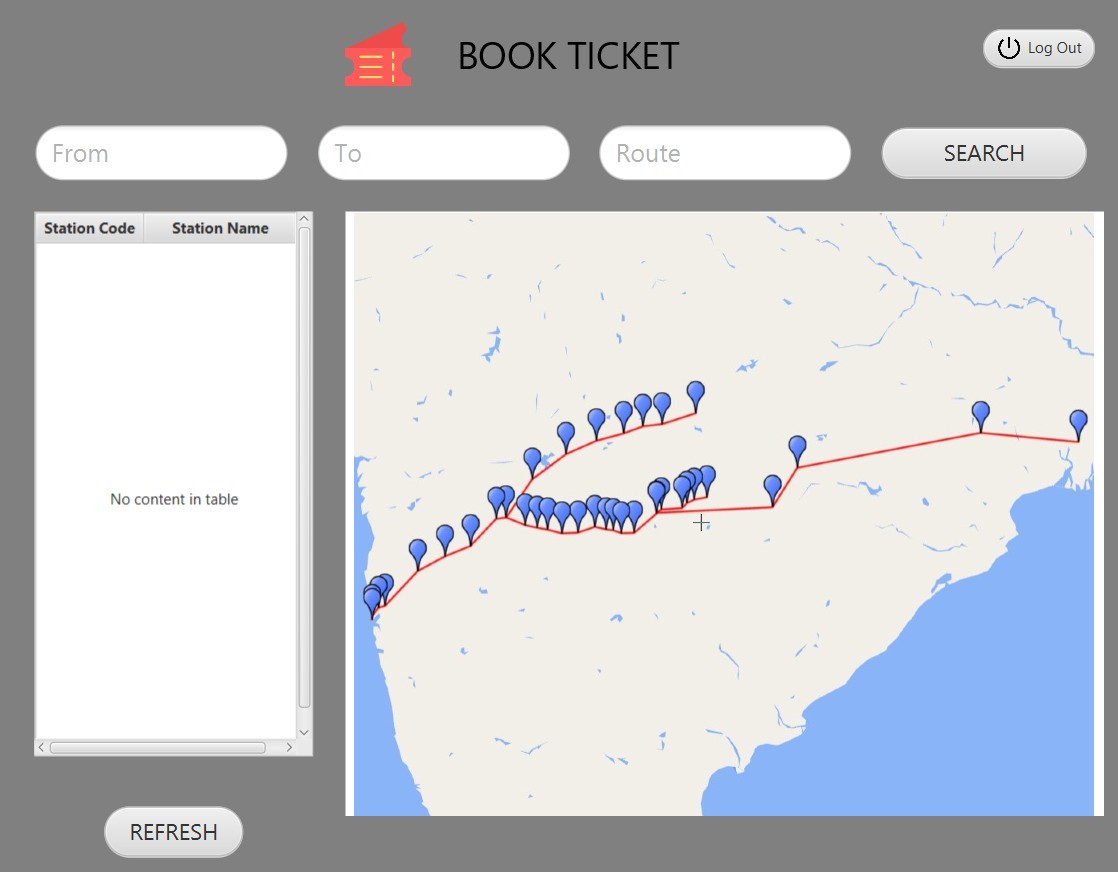 BOOK TICKET
Log Out
From
To
Route
SEARCH
Station Code
Station Name
No content in table
REFRESH